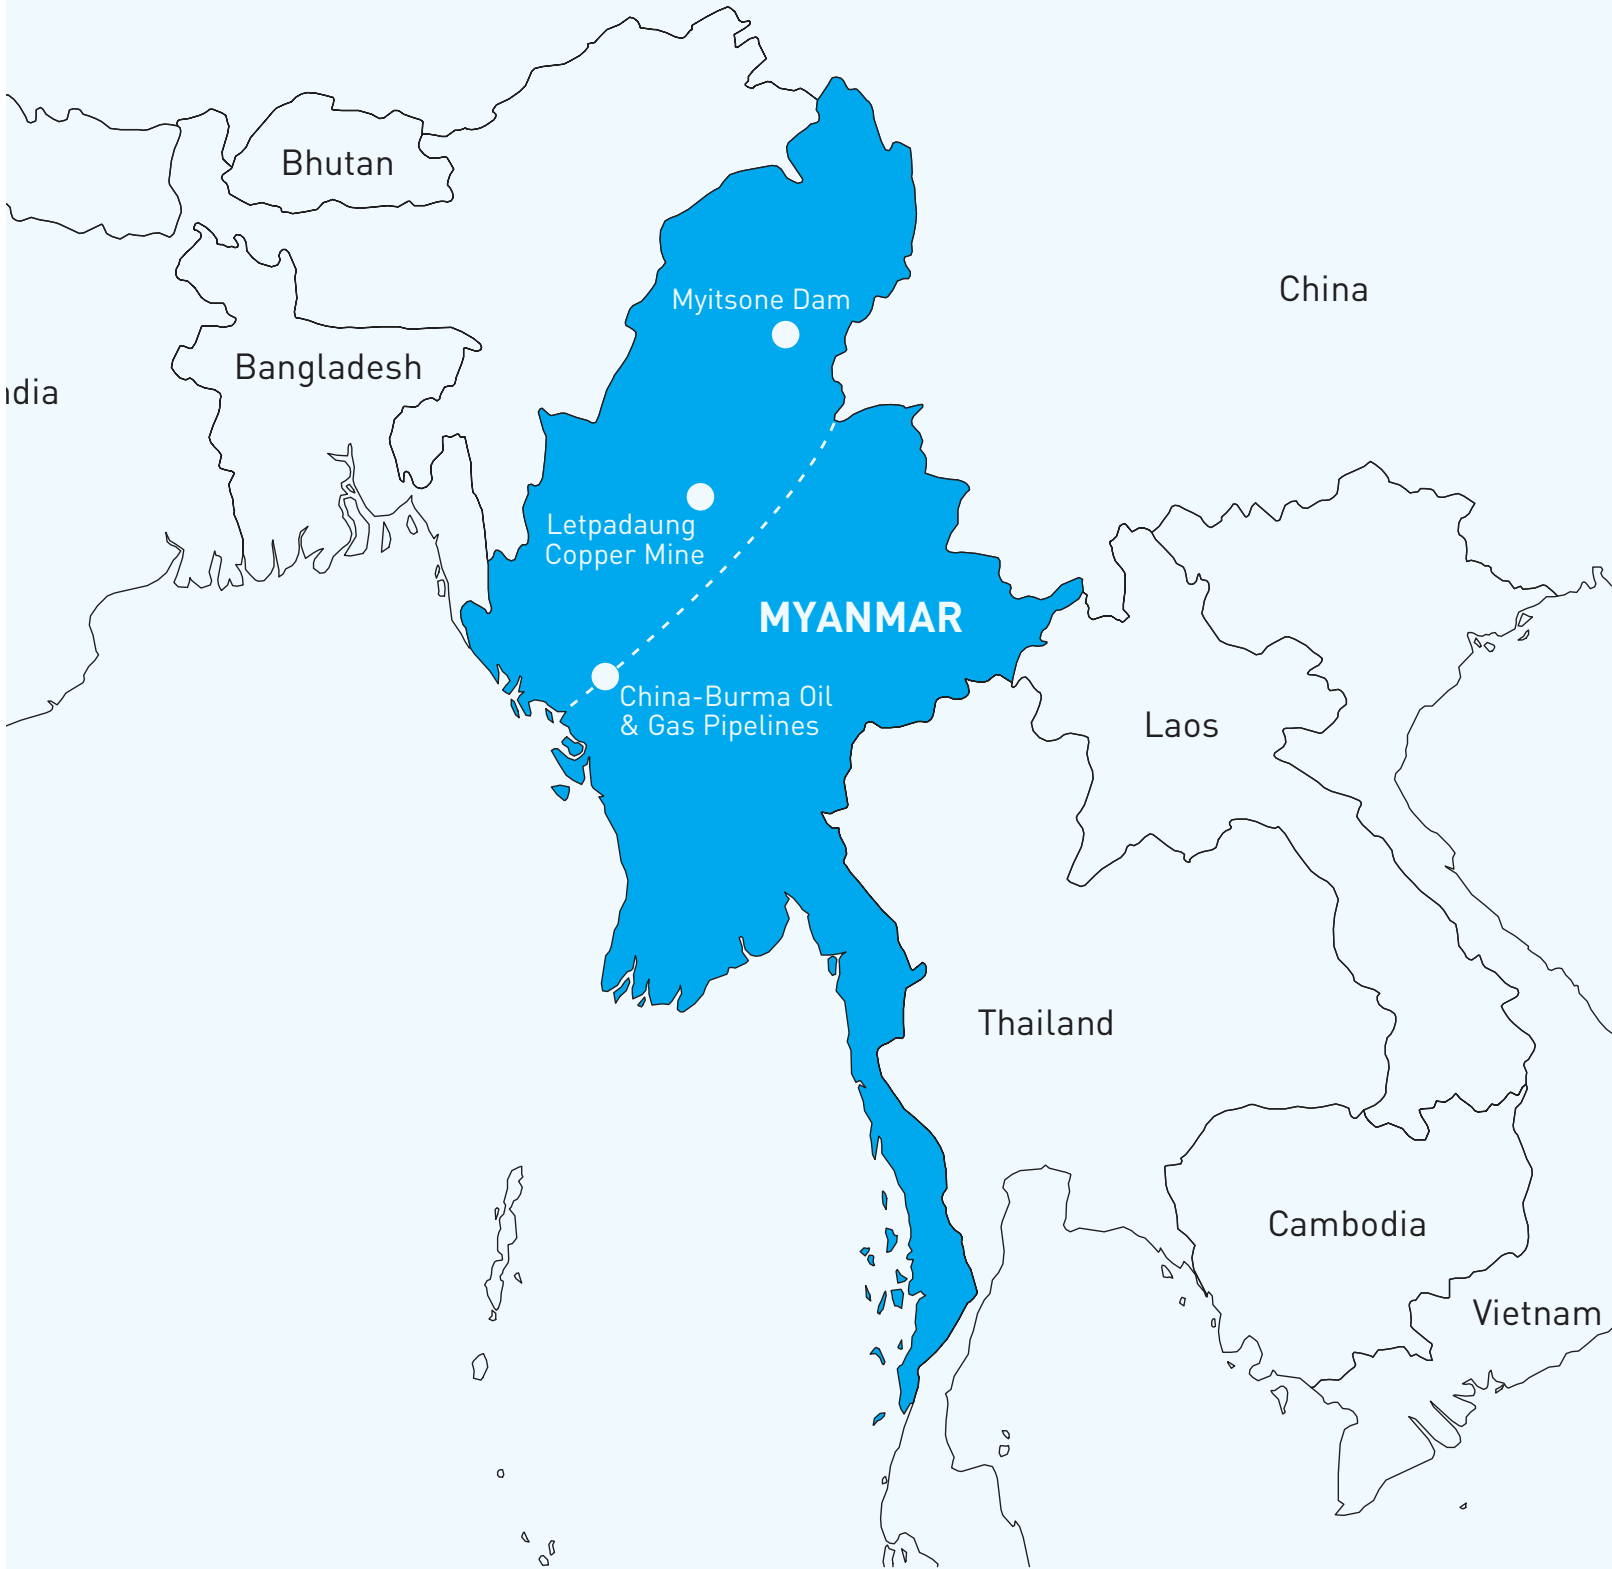 Bhutan
China
Myitsone Dam
Bangladesh
ndia
Letpadaung
Copper Mine
MYANMAR
China-Burma Oil
& Gas Pipelines
Laos
Thailand
Cambodia
Vietnam